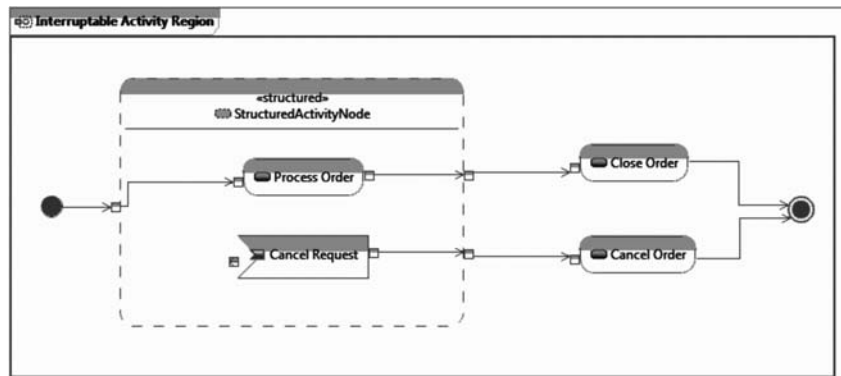 Interruptable Activity Region
«structured»
StructuredActivityNode
Process Order
Close Order
Cancel Request
Cancel Order